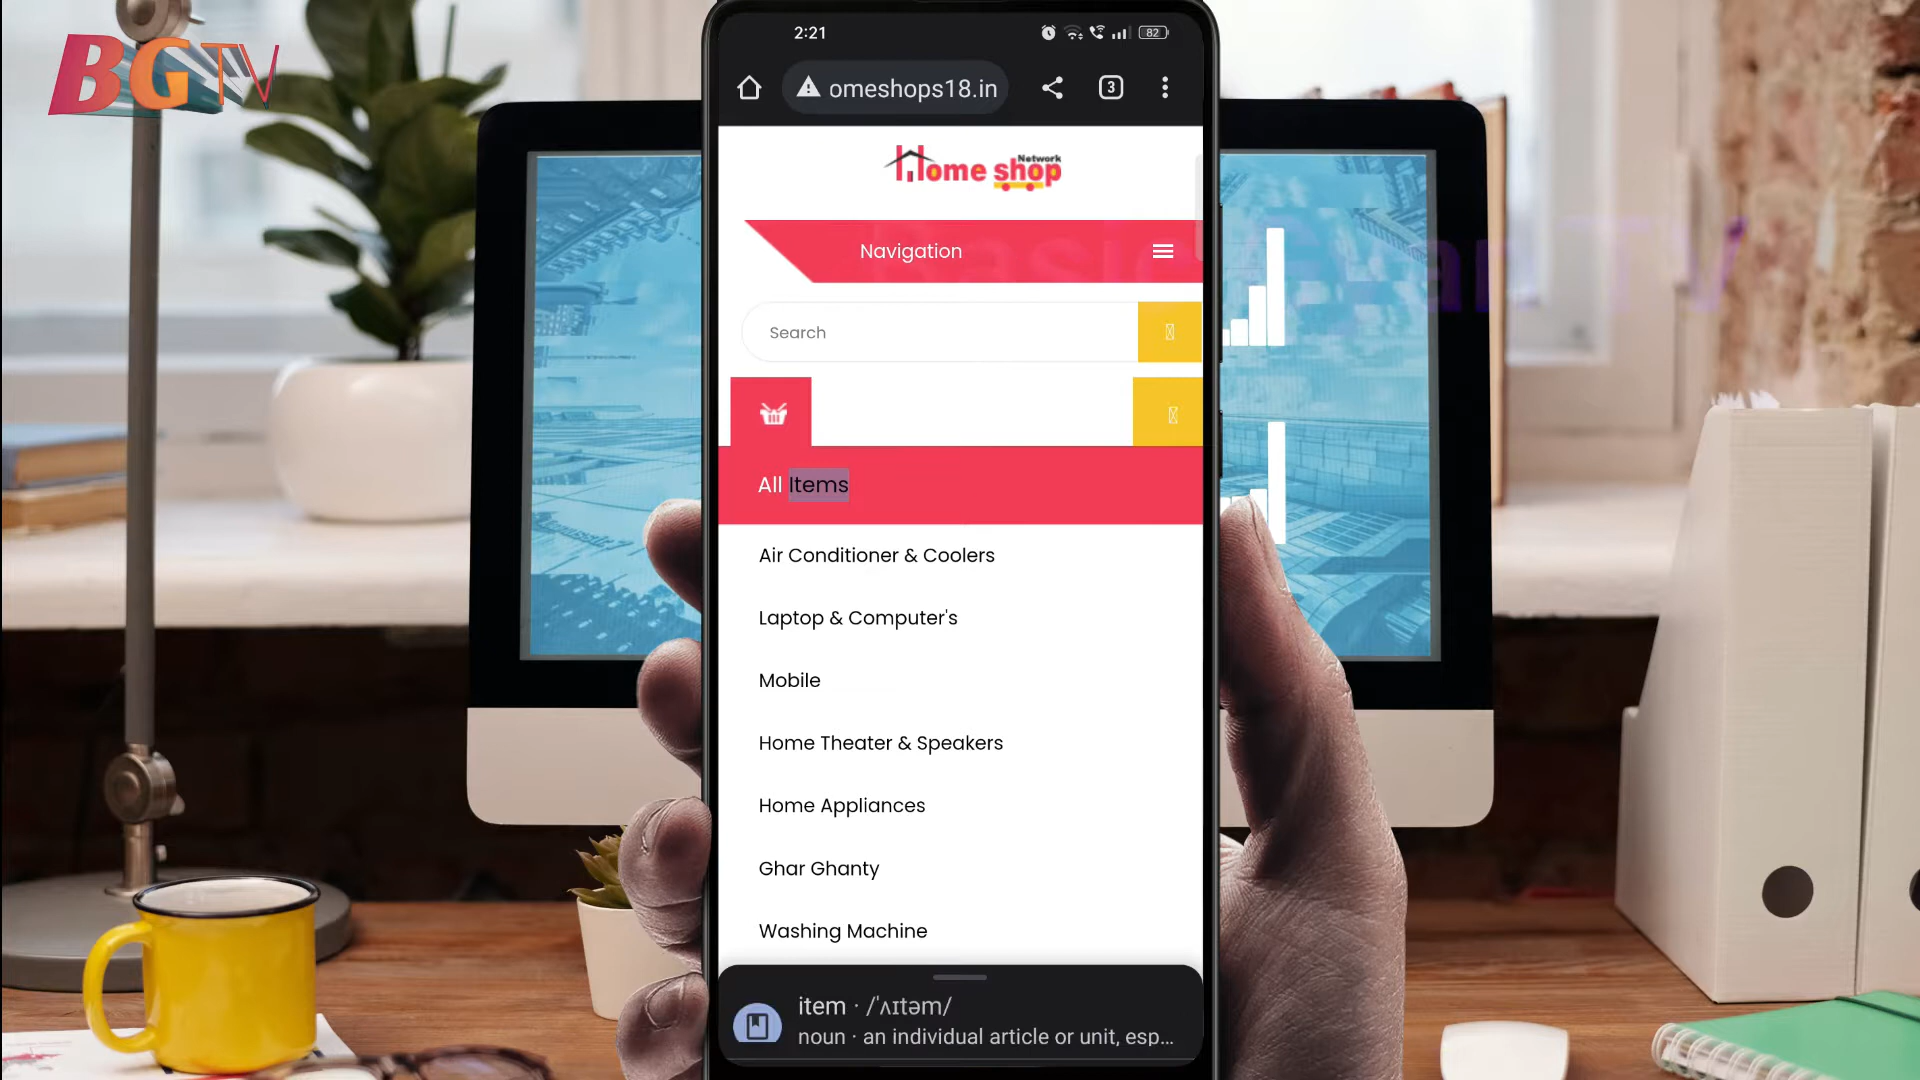 BGTV
2:21
82
omeshops18.in
3
Network
Home shop
Navigation
Search
All Items
Air Conditioner & Coolers
Laptop & Computer's
Mobile
Home Theater & Speakers
Home Appliances
Ghar Ghanty
Washing Machine
item · /ˈʌɪtəm/
noun · an individual article or unit, esp...